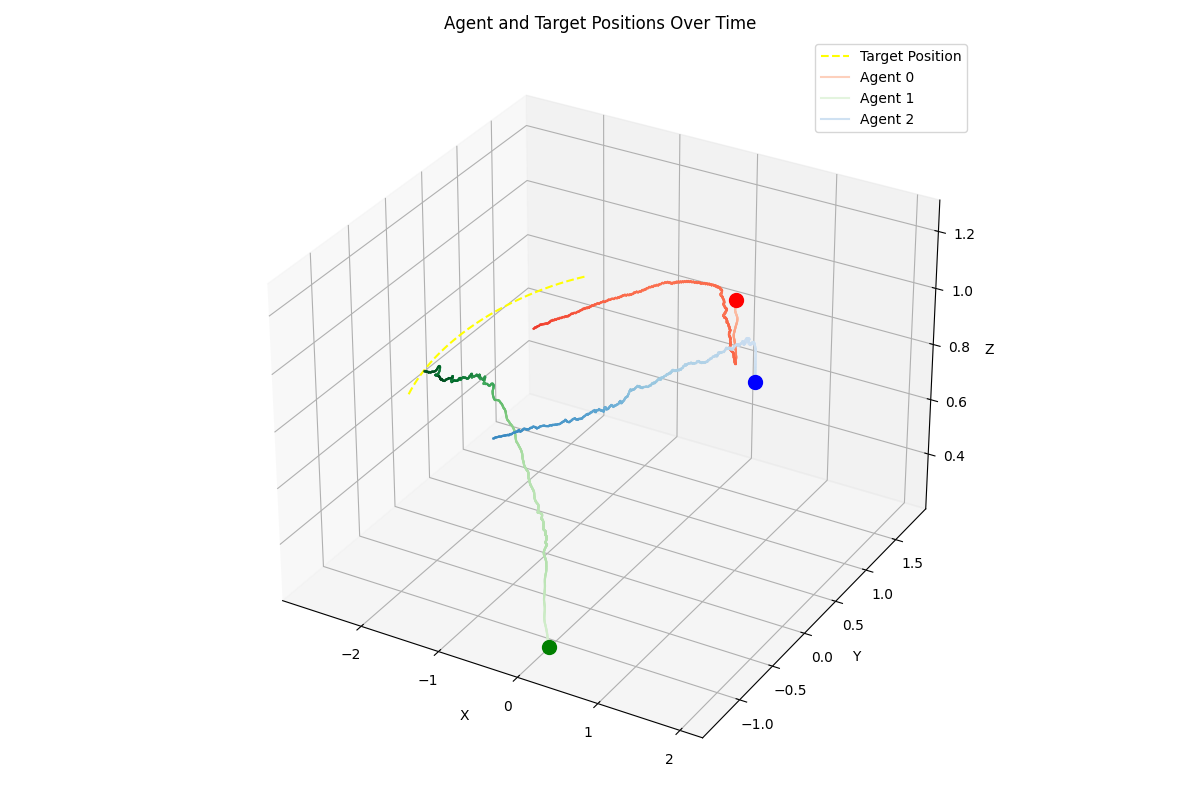 Agent and Target Positions Over Time
Target Position
Agent 0
Agent 1
Agent 2
1.2
1.0
0.8
0.6
0.4
Z
1.5
1.0
0.5
0.0
−0.5
−1.0
Y
−2
−1
0
1
2
X